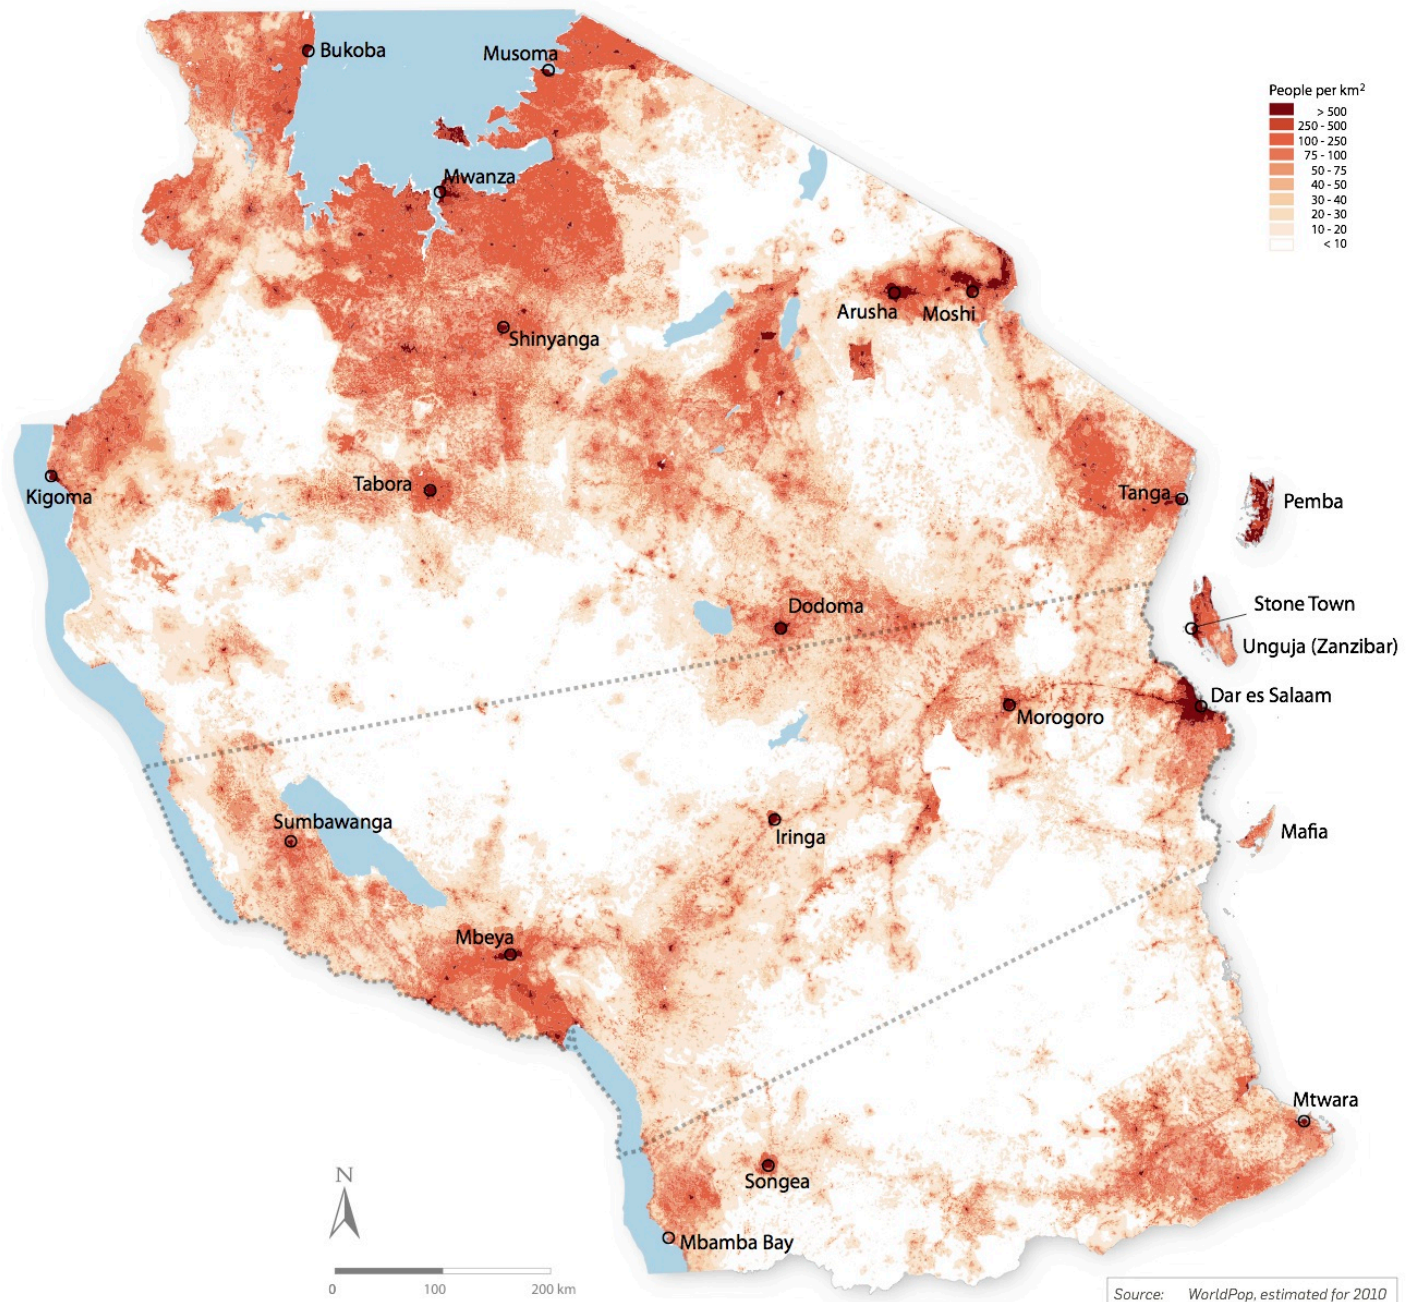 Bukoba
Musoma
People per km²
> 500
250 - 500
100 - 250
75 - 100
50 - 75
40 - 50
30 - 40
20 - 30
10 - 20
< 10
Mwanza
Arusha
Moshi
Shinyanga
Kigoma
Tabora
Tanga
Pemba
Dodoma
Stone Town
Unguja (Zanzibar)
Dar es Salaam
Morogoro
Sumbawanga
Iringa
Mafia
Mbeya
Mtwara
Songea
Mbamba Bay
N
0 100 200 km
Source: WorldPop, estimated for 2010